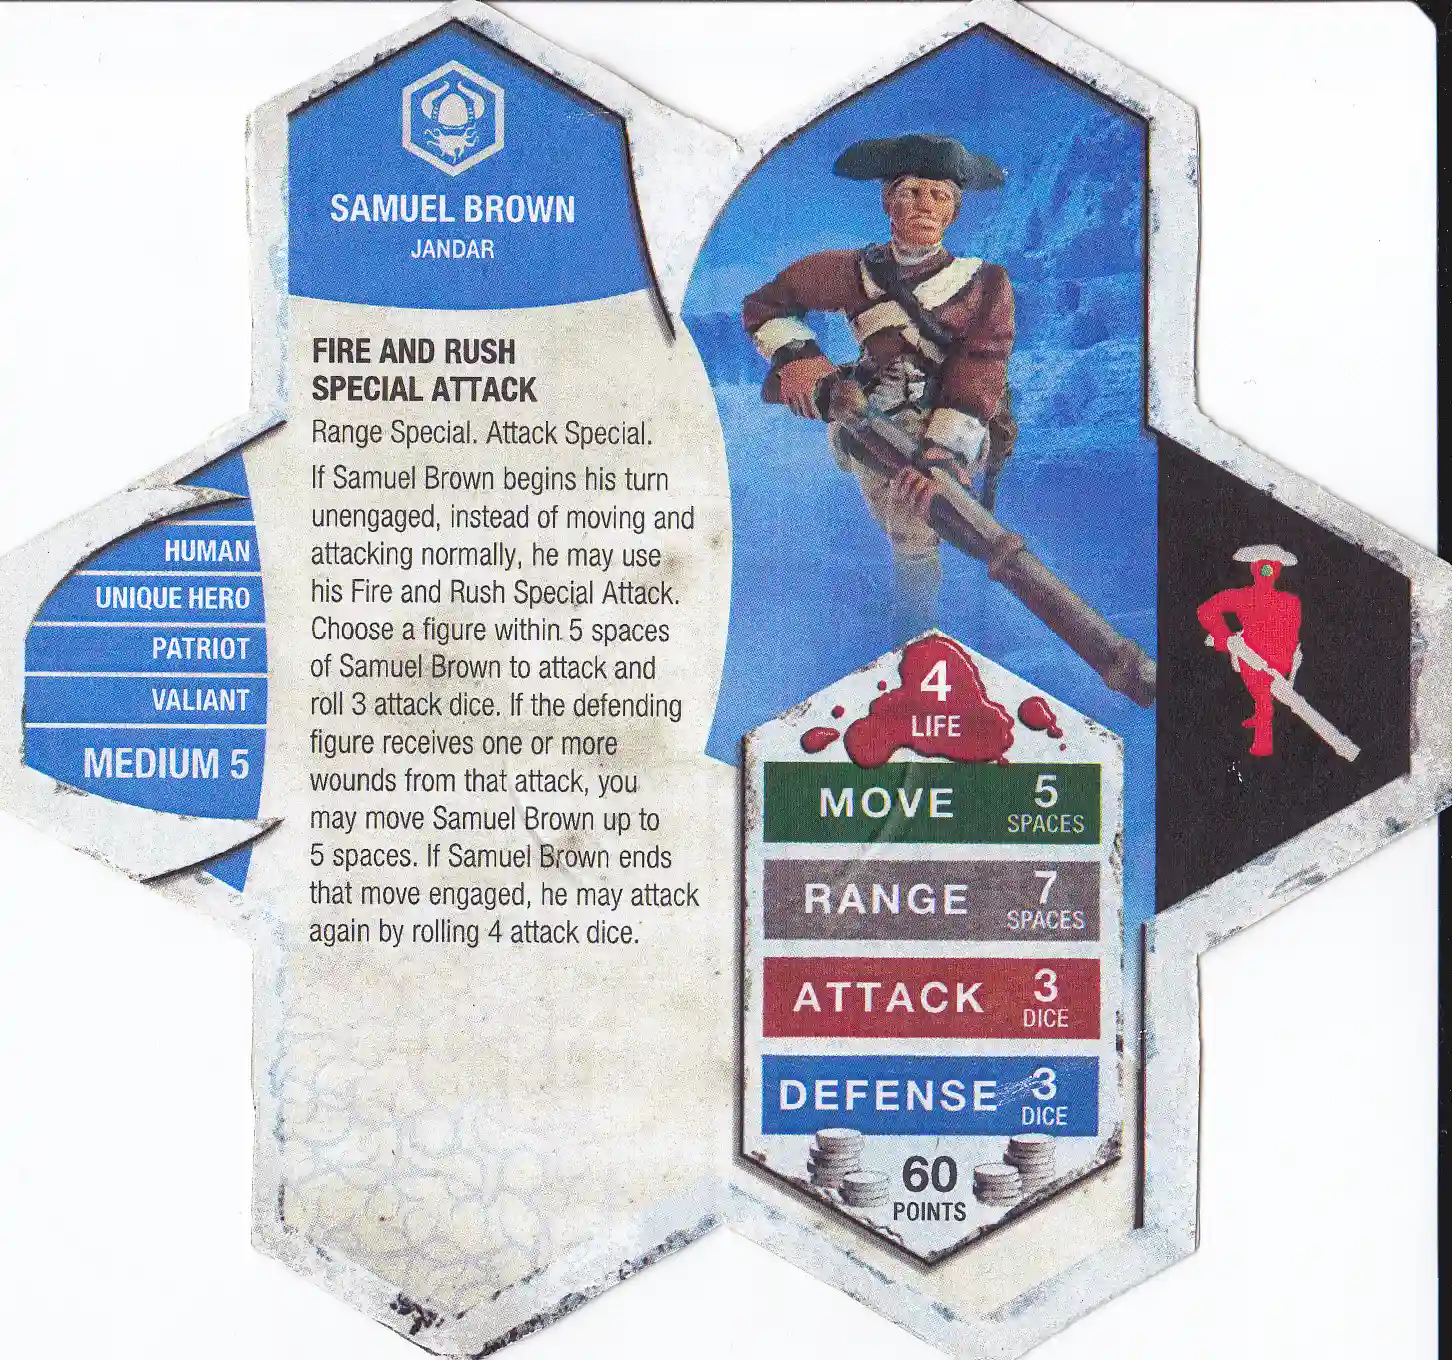 SAMUEL BROWN
JANDAR
FIRE AND RUSH
SPECIAL ATTACK
Range Special. Attack Special.
If Samuel Brown begins his turn
unengaged, instead of moving and
attacking normally, he may use
his Fire and Rush Special Attack.
Choose a figure within 5 spaces
of Samuel Brown to attack and
roll 3 attack dice. If the defending
figure receives one or more
wounds from that attack, you
may move Samuel Brown up to
5 spaces. If Samuel Brown ends
that move engaged, he may attack
again by rolling 4 attack dice.
HUMAN
UNIQUE HERO
PATRIOT
VALIANT
MEDIUM 5
4
LIFE
MOVE 5
SPACES
RANGE 7
SPACES
ATTACK 3
DICE
DEFENSE 3
DICE
60
POINTS